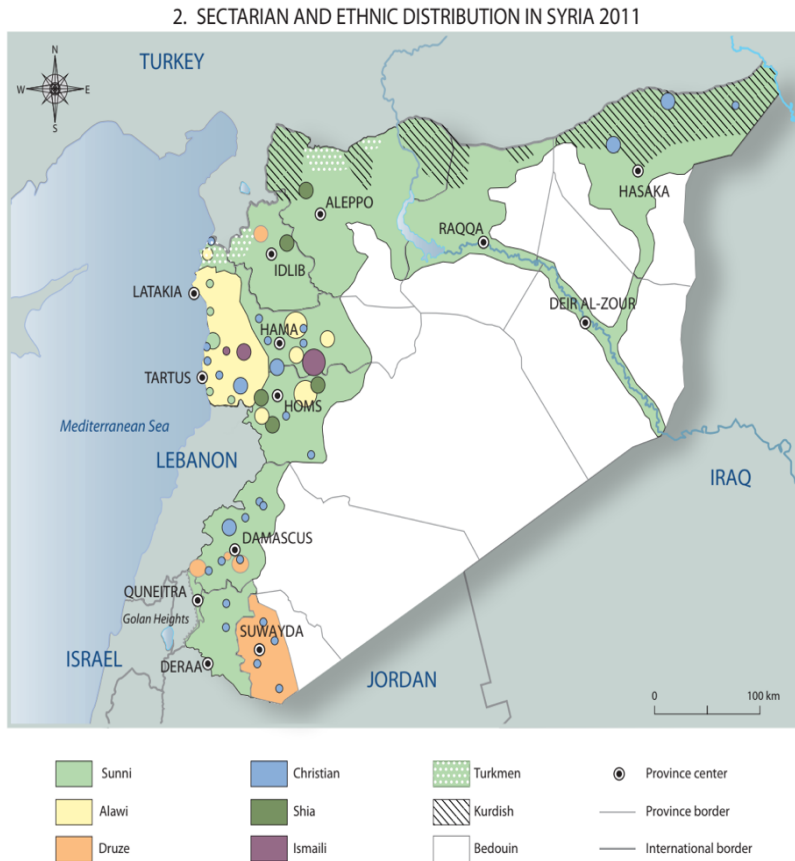 2. SECTARIAN AND ETHNIC DISTRIBUTION IN SYRIA 2011
N
W
E
S
TURKEY
ALEPPO
HASAKA
RAQQA
IDLIB
LATAKIA
DEIR AL-ZOUR
HAMA
TARTUS
HOMS
Mediterranean Sea
LEBANON
IRAQ
DAMASCUS
QUNEITRA
Golan Heights
SUWAYDA
ISRAEL
DERAA
JORDAN
0 100 km
Sunni
Christian
Turkmen
Province center
Alawi
Shia
Kurdish
Province border
Druze
Ismaili
Bedouin
International border